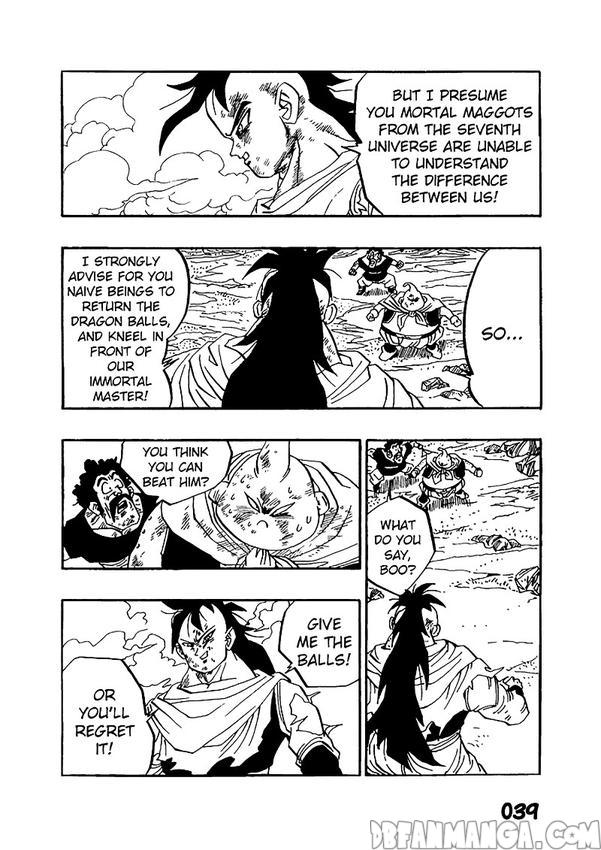 BUT I PRESUME
YOU MORTAL MAGGOTS
FROM THE SEVENTH
UNIVERSE ARE UNABLE
TO UNDERSTAND
THE DIFFERENCE
BETWEEN US!
SO...
I STRONGLY
ADVISE FOR YOU
NAIVE BEINGS TO
RETURN THE
DRAGON BALLS,
AND KNEEL IN
FRONT OF
OUR
IMMORTAL
MASTER!
WHAT
DO YOU
SAY,
BOO?
YOU THINK
YOU CAN
BEAT HIM?
GIVE
ME THE
BALLS!
OR
YOU'LL
REGRET
IT!
039
DBFANMANGA.COM